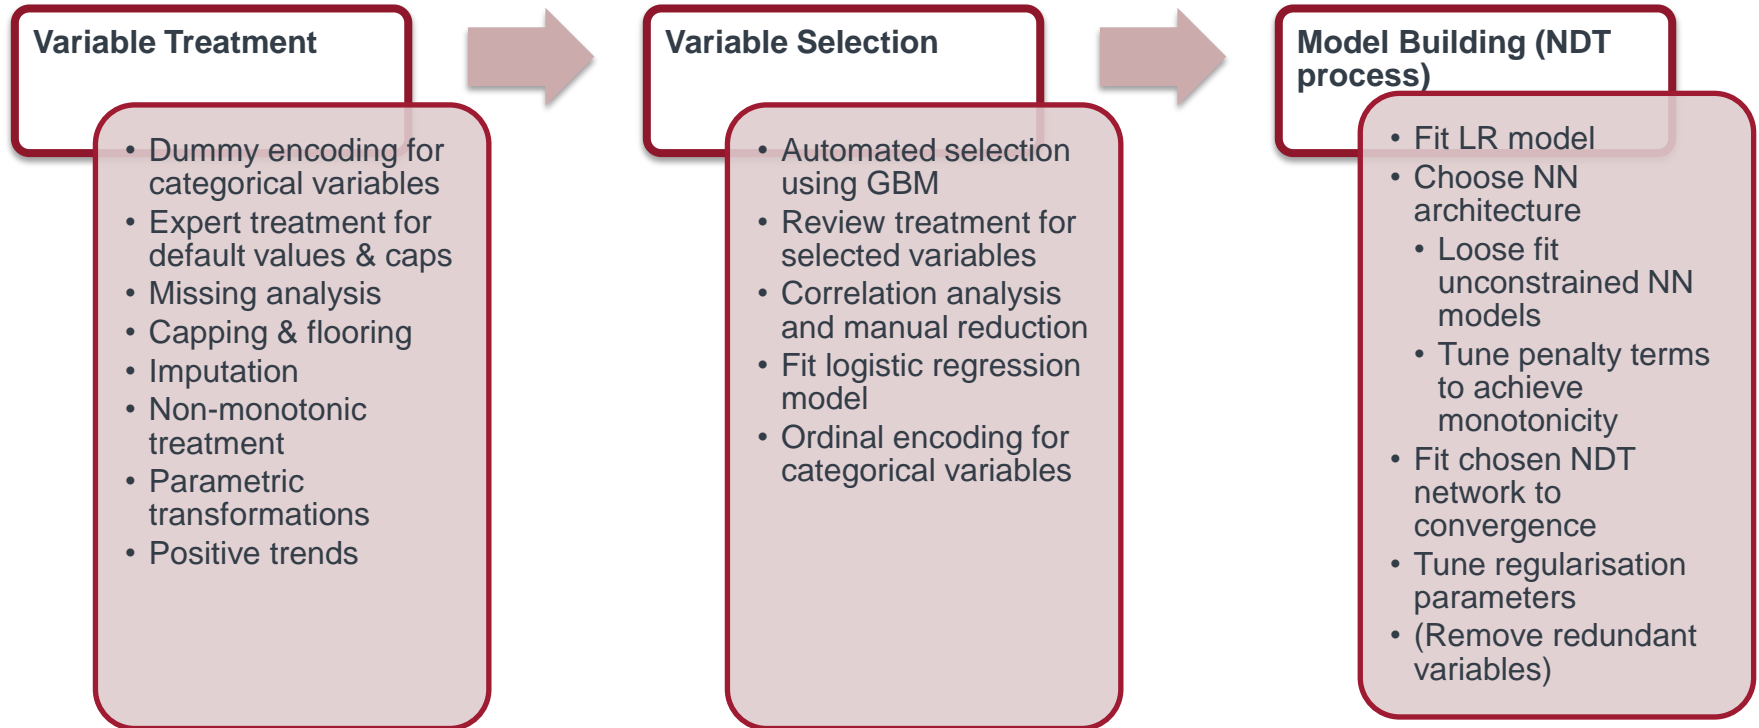 Variable Treatment
• Dummy encoding for
categorical variables
• Expert treatment for
default values & caps
• Missing analysis
• Capping & flooring
• Imputation
• Non-monotonic
treatment
• Parametric
transformations
• Positive trends
Variable Selection
• Automated selection
using GBM
• Review treatment for
selected variables
• Correlation analysis
and manual reduction
• Fit logistic regression
model
• Ordinal encoding for
categorical variables
Model Building (NDT
process)
• Fit LR model
• Choose NN
architecture
• Loose fit
unconstrained NN
models
• Tune penalty terms
to achieve
monotonicity
• Fit chosen NDT
network to
convergence
• Tune regularisation
parameters
• (Remove redundant
variables)